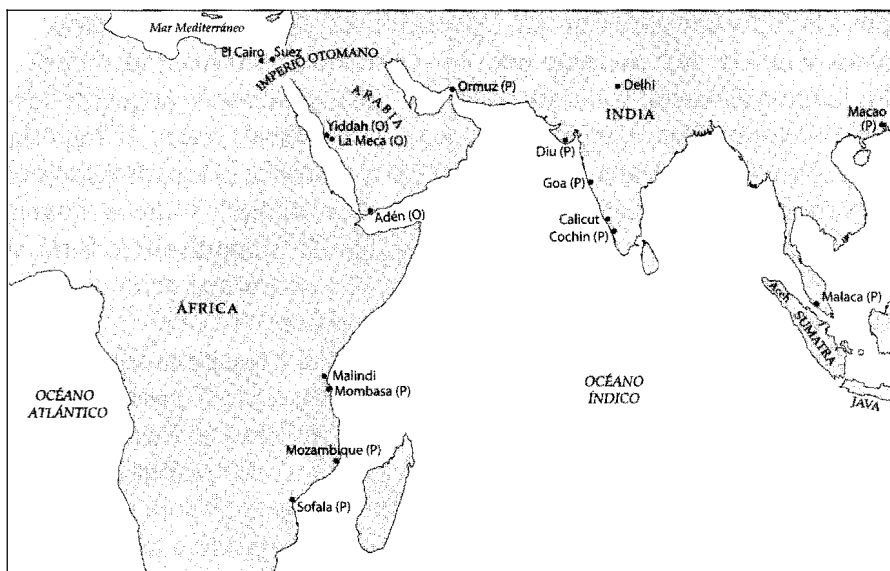 Mar Mediterráneo
El Cairo
Suez
IMPERIO OTOMANO
ARABIA
Ormuz (P)
Delhi
INDIA
Macao
(P)
Yiddah (O)
La Meca (O)
Diu (P)
Goa (P)
Adén (O)
Calicut
Cochin (P)
ÁFRICA
Aceh
Malaca (P)
SUMATRA
Malindi
Mombasa (P)
OCÉANO
ATLÁNTICO
OCÉANO
ÍNDICO
JAVA
Mozambique (P)
Sofala (P)